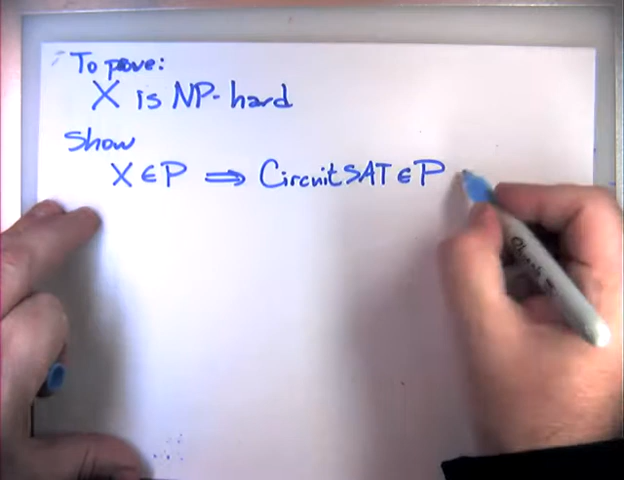 To prove:
X is NP-hard
Show
X ∈ P ⇒ CircuitSAT ∈ P